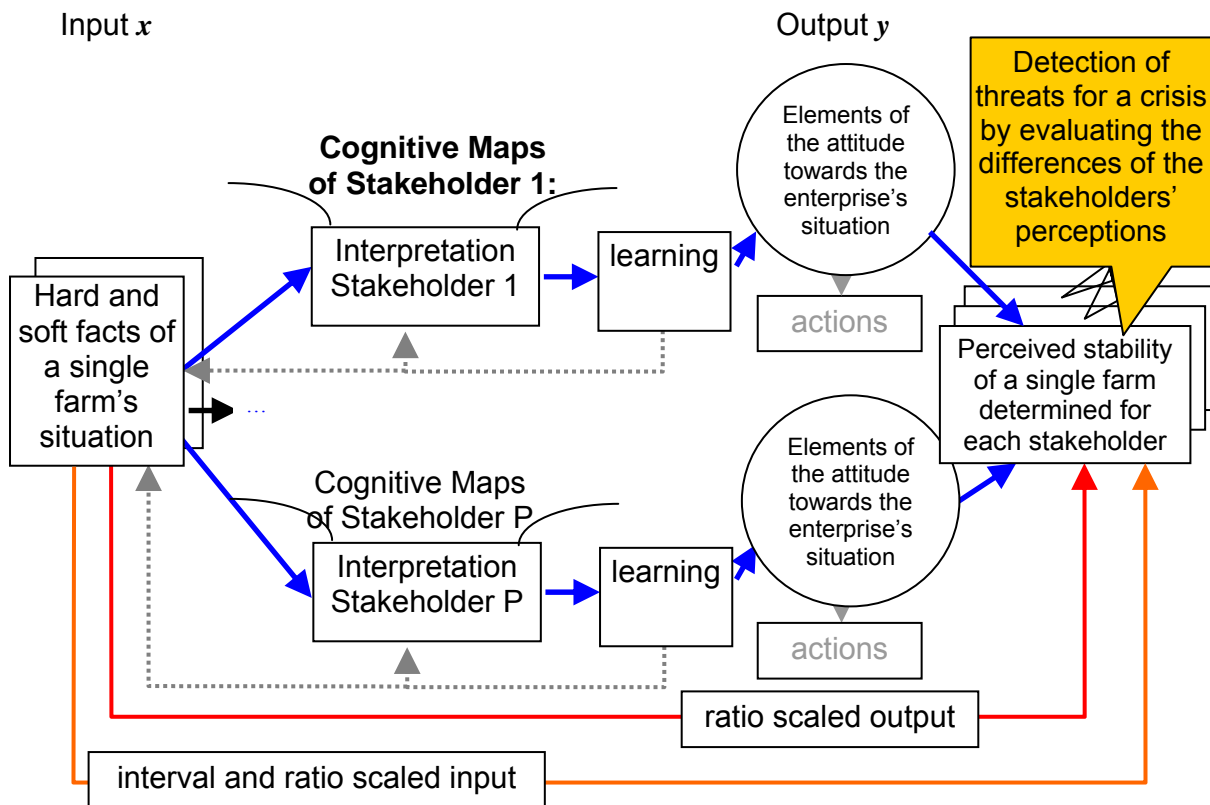 Input x
Output y
Detection of
threats for a crisis
by evaluating the
differences of the
stakeholders’
perceptions
Cognitive Maps
of Stakeholder 1:
Elements of
the attitude
towards the
enterprise’s
situation
Interpretation
Stakeholder 1
learning
actions
Hard and
soft facts of
a single
farm’s
situation
...
Perceived stability
of a single farm
determined for
each stakeholder
Cognitive Maps
of Stakeholder P
Elements of
the attitude
towards the
enterprise’s
situation
Interpretation
Stakeholder P
learning
actions
ratio scaled output
interval and ratio scaled input